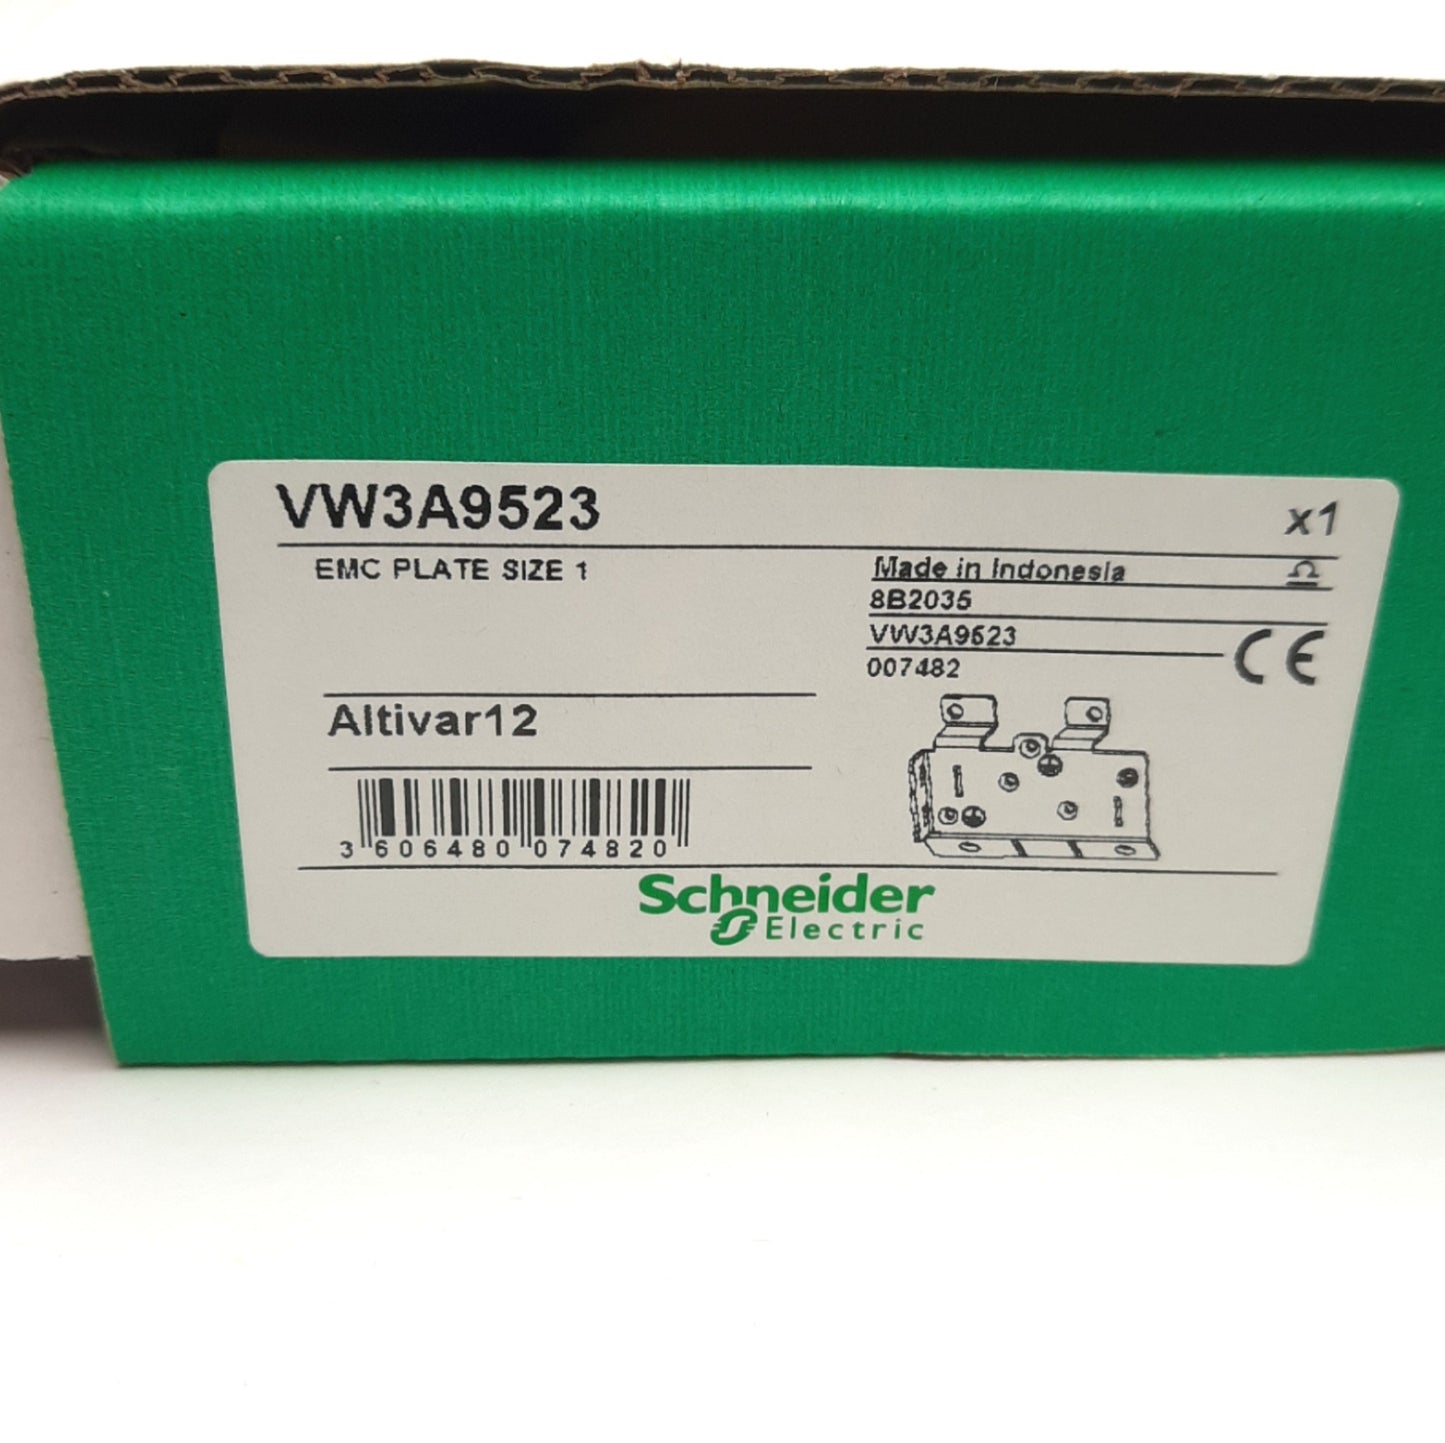 VW3A9523
x1
EMC PLATE SIZE 1
Made in Indonesia
8B2035
VW3A9523
007482
CE
Altivar12
3 606480 074820
Schneider
Electric